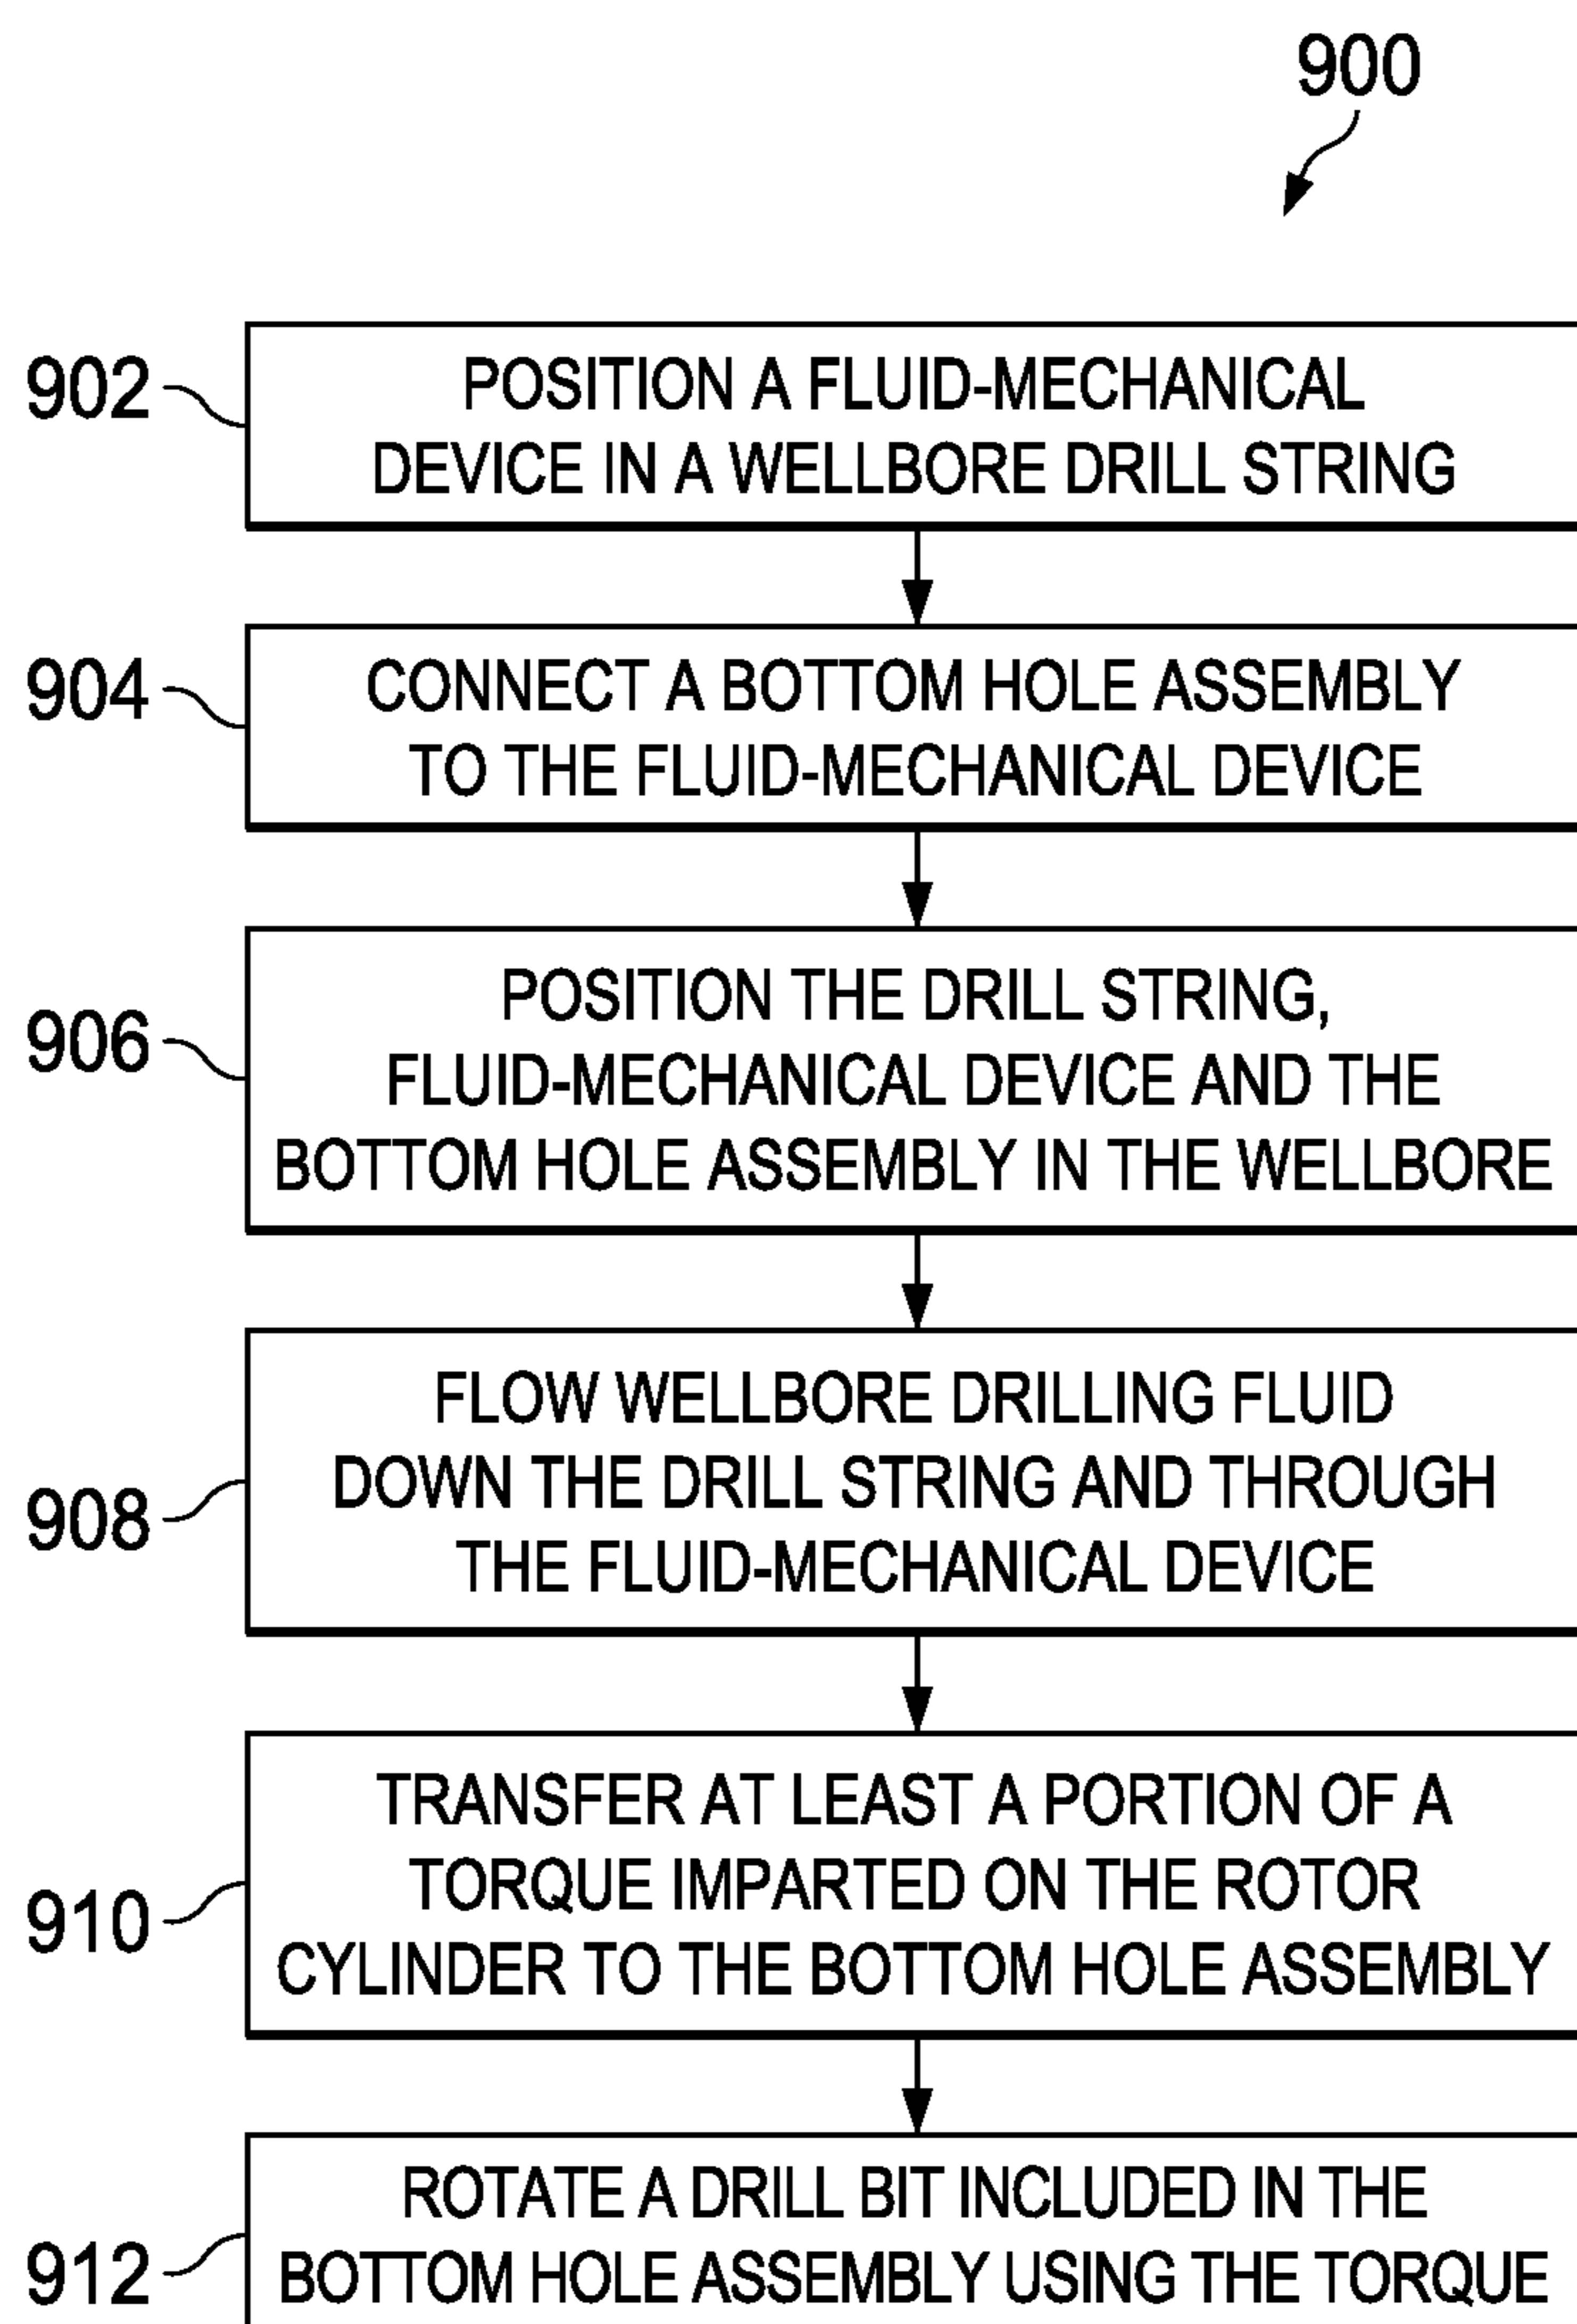 900
902
POSITION A FLUID-MECHANICAL
DEVICE IN A WELLBORE DRILL STRING
904
CONNECT A BOTTOM HOLE ASSEMBLY
TO THE FLUID-MECHANICAL DEVICE
906
POSITION THE DRILL STRING,
FLUID-MECHANICAL DEVICE AND THE
BOTTOM HOLE ASSEMBLY IN THE WELLBORE
908
FLOW WELLBORE DRILLING FLUID
DOWN THE DRILL STRING AND THROUGH
THE FLUID-MECHANICAL DEVICE
910
TRANSFER AT LEAST A PORTION OF A
TORQUE IMPARTED ON THE ROTOR
CYLINDER TO THE BOTTOM HOLE ASSEMBLY
912
ROTATE A DRILL BIT INCLUDED IN THE
BOTTOM HOLE ASSEMBLY USING THE TORQUE